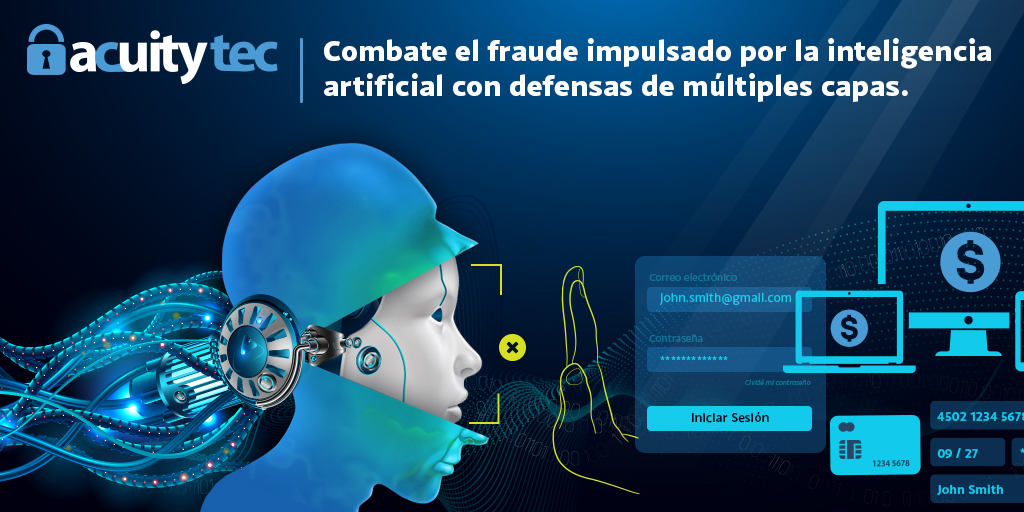 acuitytec
Combate el fraude impulsado por la inteligencia
artificial con defensas de múltiples capas.
Correo electrónico
John.smith@gmail.com
Contraseña
*************
Olvidé mi contraseña
Iniciar Sesión
$
$
1234 5678
4502 1234 5678
09 / 27
*
John Smith